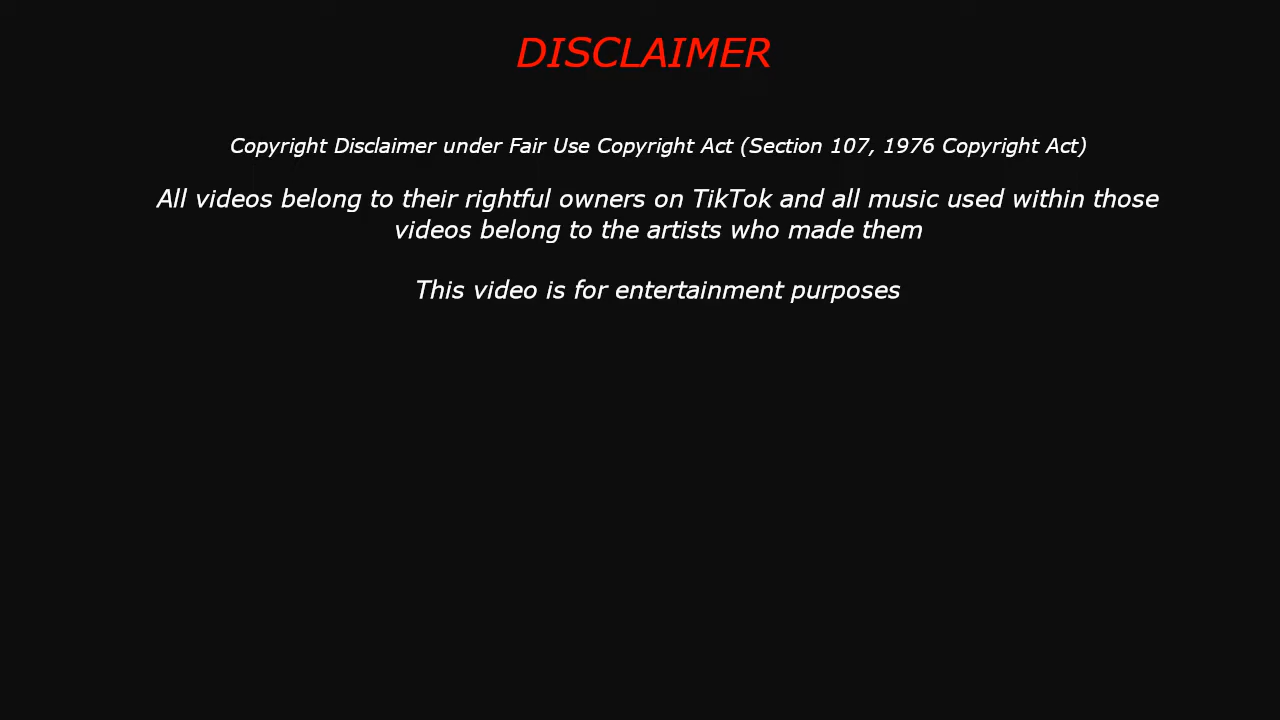 DISCLAIMER
Copyright Disclaimer under Fair Use Copyright Act (Section 107, 1976 Copyright Act)
All videos belong to their rightful owners on TikTok and all music used within those
videos belong to the artists who made them
This video is for entertainment purposes